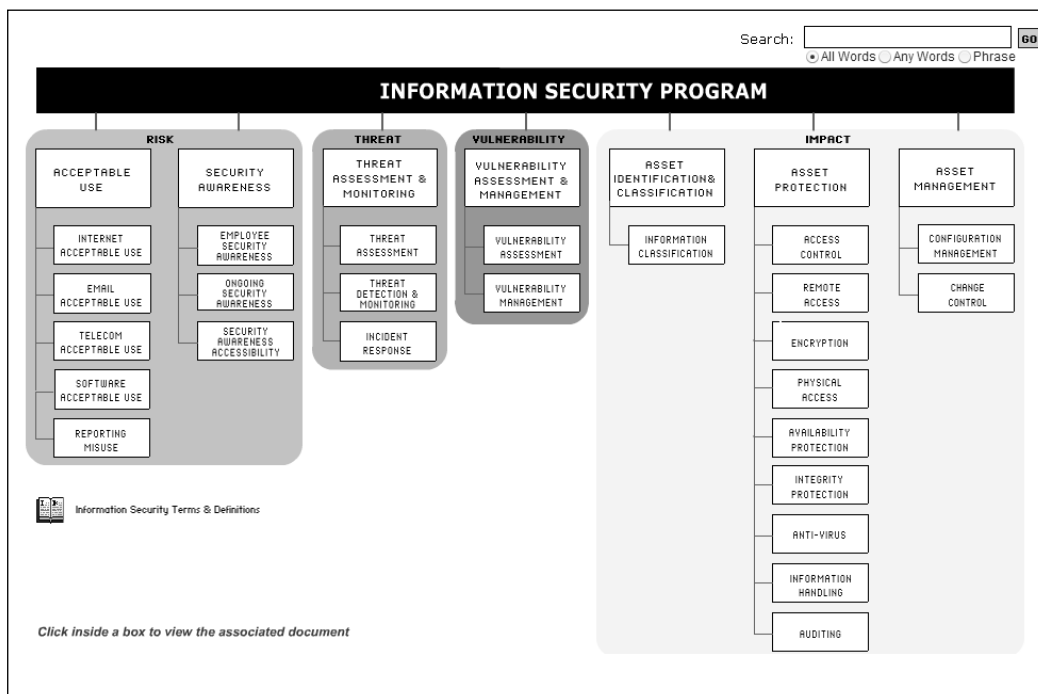 Search:
GO
All Words Any Words Phrase
INFORMATION SECURITY PROGRAM
RISK
ACCEPTABLE
USE
INTERNET
ACCEPTABLE USE
EMAIL
ACCEPTABLE USE
TELECOM
ACCEPTABLE USE
SOFTWARE
ACCEPTABLE USE
REPORTING
MISUSE
SECURITY
AWARENESS
EMPLOYEE
SECURITY
AWARENESS
ONGOING
SECURITY
AWARENESS
SECURITY
AWARENESS
ACCESSIBILITY
THREAT
THREAT
ASSESSMENT &
MONITORING
THREAT
ASSESSMENT
THREAT
DETECTION &
MONITORING
INCIDENT
RESPONSE
VULNERABILITY
VULNERABILITY
ASSESSMENT &
MANAGEMENT
VULNERABILITY
ASSESSMENT
VULNERABILITY
MANAGEMENT
IMPACT
ASSET
IDENTIFICATION&
CLASSIFICATION
INFORMATION
CLASSIFICATION
ASSET
PROTECTION
ACCESS
CONTROL
REMOTE
ACCESS
ENCRYPTION
PHYSICAL
ACCESS
AVAILABILITY
PROTECTION
INTEGRITY
PROTECTION
ANTI-VIRUS
INFORMATION
HANDLING
AUDITING
ASSET
MANAGEMENT
CONFIGURATION
MANAGEMENT
CHANGE
CONTROL
Information Security Terms & Definitions
Click inside a box to view the associated document